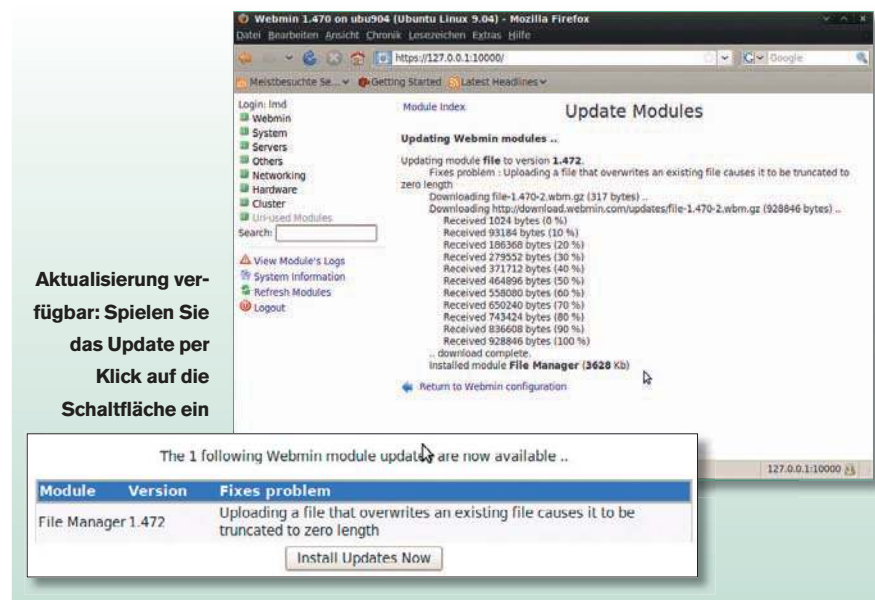 Webmin 1.470 on ubu904 (Ubuntu Linux 9.04) - Mozilla Firefox
Datei Bearbeiten Ansicht Chronik Lesezeichen Extras Hilfe
https://127.0.0.1:10000/
Google
Meistbesuchte Se... Getting Started Latest Headlines
Login: lmd
Webmin
System
Servers
Others
Networking
Hardware
Cluster
Un-used Modules
Search:
View Module's Logs
System Information
Refresh Modules
Logout
Module Index
Update Modules
Updating Webmin modules ..
Updating module file to version 1.472.
Fixes problem : Uploading a file that overwrites an existing file causes it to be truncated to
zero length
Downloading file-1.470-2.wbm.gz (317 bytes) ..
Downloading http://download.webmin.com/updates/file-1.470-2.wbm.gz (928846 bytes) ..
Received 1024 bytes (0 %)
Received 93184 bytes (10 %)
Received 186368 bytes (20 %)
Received 279552 bytes (30 %)
Received 371712 bytes (40 %)
Received 464896 bytes (50 %)
Received 558080 bytes (60 %)
Received 650240 bytes (70 %)
Received 743424 bytes (80 %)
Received 836608 bytes (90 %)
Received 928846 bytes (100 %)
.. download complete.
Installed module File Manager (3628 Kb)
Return to Webmin configuration
127.0.0.1:10000
Aktualisierung ver-
fügbar: Spielen Sie
das Update per
Klick auf die
Schaltfläche ein
The 1 following Webmin module updates are now available ..
Module Version Fixes problem
File Manager 1.472 Uploading a file that overwrites an existing file causes it to be
truncated to zero length
Install Updates Now